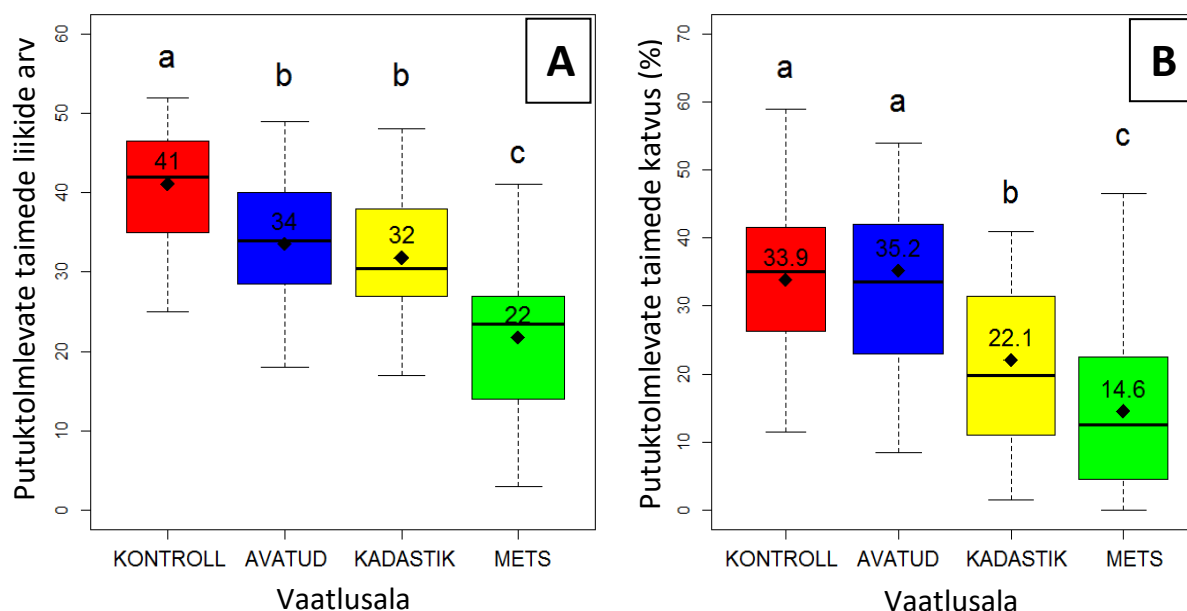 A
Putuktolmlevate taimede liikide arv
60
50
40
30
20
10
0
a
b
b
c
41
34
32
22
KONTROLL AVATUD KADASTIK METS
Vaatlusala
B
Putuktolmlevate taimede katvus (%)
70
60
50
40
30
20
10
0
a
a
b
c
33.9
35.2
22.1
14.6
KONTROLL AVATUD KADASTIK METS
Vaatlusala